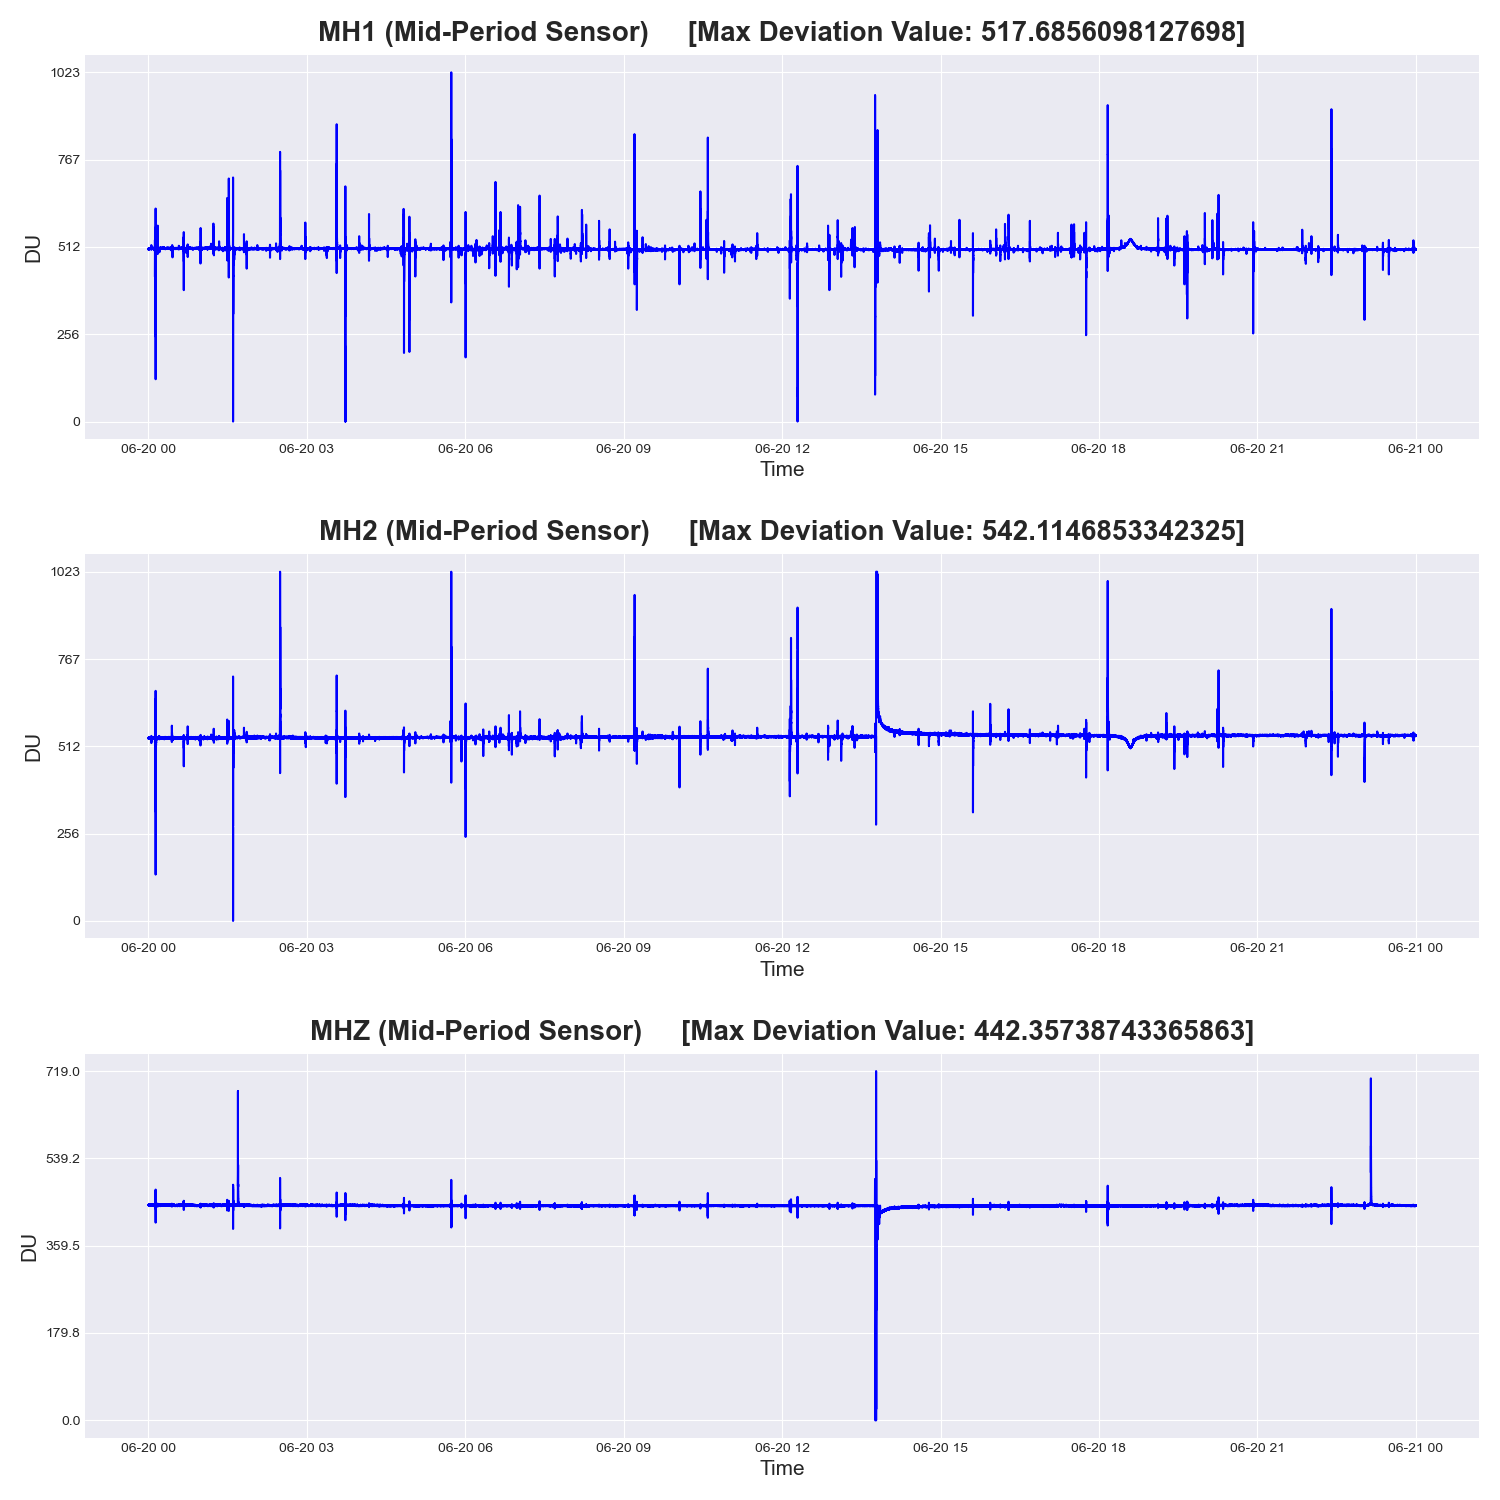 MH1 (Mid-Period Sensor) [Max Deviation Value: 517.6856098127698]
1023
767
512
256
0
DU
06-20 00 06-20 03 06-20 06 06-20 09 06-20 12 06-20 15 06-20 18 06-20 21 06-21 00
Time
MH2 (Mid-Period Sensor) [Max Deviation Value: 542.1146853342325]
1023
767
512
256
0
DU
06-20 00 06-20 03 06-20 06 06-20 09 06-20 12 06-20 15 06-20 18 06-20 21 06-21 00
Time
MHZ (Mid-Period Sensor) [Max Deviation Value: 442.35738743365863]
719.0
539.2
359.5
179.8
0.0
DU
06-20 00 06-20 03 06-20 06 06-20 09 06-20 12 06-20 15 06-20 18 06-20 21 06-21 00
Time